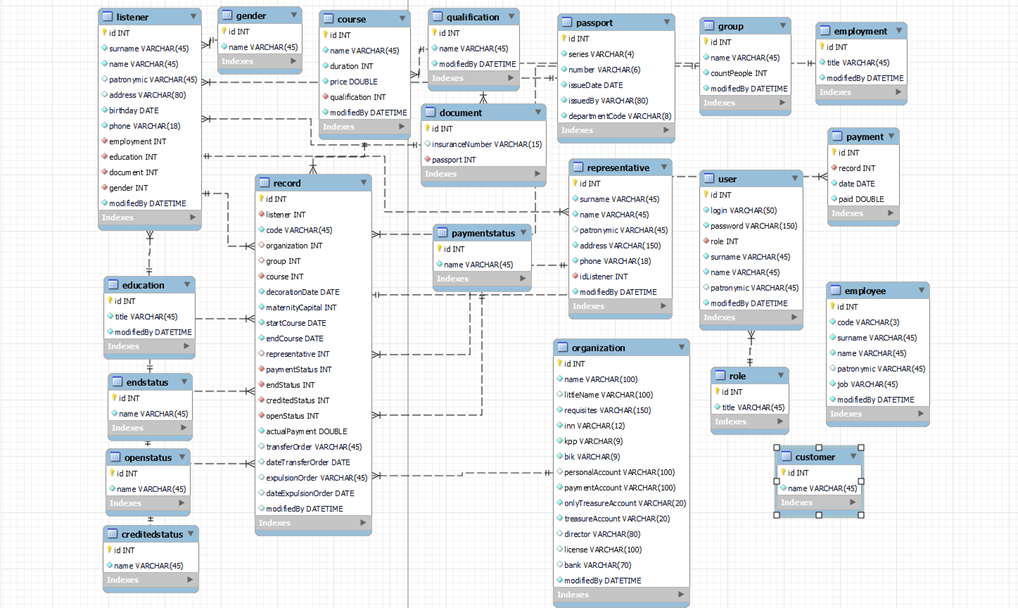 listener
id INT
surname VARCHAR(45)
name VARCHAR(45)
patronymic VARCHAR(45)
address VARCHAR(80)
birthday DATE
phone VARCHAR(18)
employment INT
education INT
document INT
gender INT
modifiedBy DATETIME
Indexes
gender
id INT
name VARCHAR(45)
Indexes
course
id INT
name VARCHAR(45)
duration INT
price DOUBLE
qualification INT
modifiedBy DATETIME
Indexes
qualification
id INT
name VARCHAR(45)
modifiedBy DATETIME
Indexes
passport
id INT
series VARCHAR(4)
number VARCHAR(6)
issueDate DATE
issuedBy VARCHAR(80)
departmentCode VARCHAR(8)
Indexes
group
id INT
name VARCHAR(45)
countPeople INT
modifiedBy DATETIME
Indexes
employment
id INT
title VARCHAR(45)
modifiedBy DATETIME
Indexes
document
id INT
insuranceNumber VARCHAR(15)
passport INT
Indexes
payment
id INT
record INT
date DATE
paid DOUBLE
Indexes
record
id INT
listener INT
code VARCHAR(45)
organization INT
group INT
course INT
decorationDate DATE
maternityCapital INT
startCourse DATE
endCourse DATE
representative INT
paymentStatus INT
endStatus INT
creditedStatus INT
openStatus INT
actualPayment DOUBLE
transferOrder VARCHAR(45)
dateTransferOrder DATE
expulsionOrder VARCHAR(45)
dateExpulsionOrder DATE
modifiedBy DATETIME
Indexes
representative
id INT
surname VARCHAR(45)
name VARCHAR(45)
patronymic VARCHAR(45)
address VARCHAR(150)
phone VARCHAR(18)
idListener INT
modifiedBy DATETIME
Indexes
user
id INT
login VARCHAR(50)
password VARCHAR(150)
role INT
surname VARCHAR(45)
name VARCHAR(45)
patronymic VARCHAR(45)
modifiedBy DATETIME
Indexes
paymentstatus
id INT
name VARCHAR(45)
Indexes
education
id INT
title VARCHAR(45)
modifiedBy DATETIME
Indexes
employee
id INT
code VARCHAR(3)
surname VARCHAR(45)
name VARCHAR(45)
patronymic VARCHAR(45)
job VARCHAR(45)
modifiedBy DATETIME
Indexes
organization
id INT
name VARCHAR(100)
littleName VARCHAR(100)
requisites VARCHAR(150)
inn VARCHAR(12)
kpp VARCHAR(9)
bik VARCHAR(9)
personalAccount VARCHAR(100)
paymentAccount VARCHAR(100)
onlyTreasureAccount VARCHAR(20)
treasureAccount VARCHAR(20)
director VARCHAR(80)
license VARCHAR(100)
bank VARCHAR(70)
modifiedBy DATETIME
Indexes
role
id INT
title VARCHAR(45)
Indexes
endstatus
id INT
name VARCHAR(45)
Indexes
openstatus
id INT
name VARCHAR(45)
Indexes
customer
id INT
name VARCHAR(45)
Indexes
creditedstatus
id INT
name VARCHAR(45)
Indexes